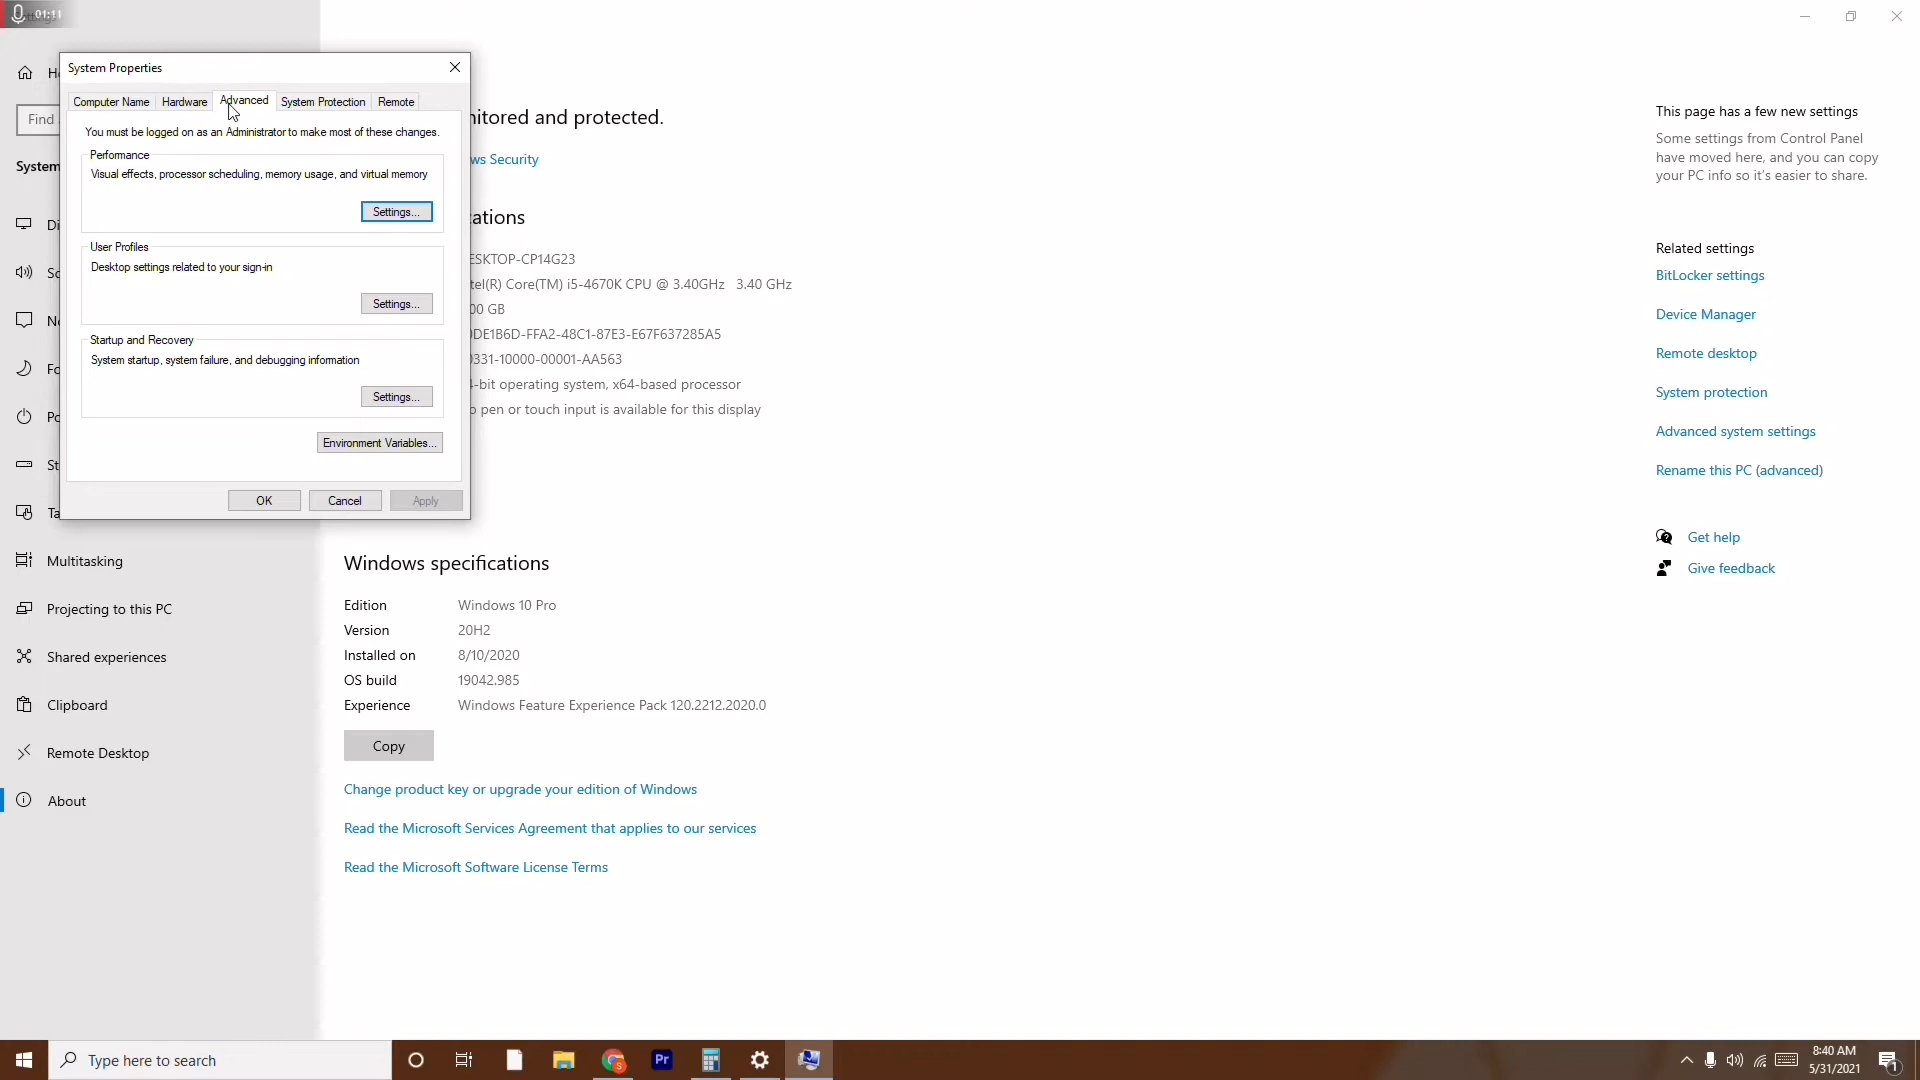 01:11
System Properties
Computer Name
Hardware
Advanced
System Protection
Remote
You must be logged on as an Administrator to make most of these changes.
Performance
Visual effects, processor scheduling, memory usage, and virtual memory
Settings...
User Profiles
Desktop settings related to your sign-in
Settings...
Startup and Recovery
System startup, system failure, and debugging information
Settings...
Environment Variables...
OK
Cancel
Apply
Find
System
Multitasking
Projecting to this PC
Shared experiences
Clipboard
Remote Desktop
About
itored and protected.
ws Security
ations
ESKTOP-CP14G23
tel(R) Core(TM) i5-4670K CPU @ 3.40GHz 3.40 GHz
00 GB
DE1B6D-FFA2-48C1-87E3-E67F637285A5
0331-10000-00001-AA563
-bit operating system, x64-based processor
pen or touch input is available for this display
Windows specifications
Edition Windows 10 Pro
Version 20H2
Installed on 8/10/2020
OS build 19042.985
Experience Windows Feature Experience Pack 120.2212.2020.0
Copy
Change product key or upgrade your edition of Windows
Read the Microsoft Services Agreement that applies to our services
Read the Microsoft Software License Terms
This page has a few new settings
Some settings from Control Panel
have moved here, and you can copy
your PC info so it's easier to share.
Related settings
BitLocker settings
Device Manager
Remote desktop
System protection
Advanced system settings
Rename this PC (advanced)
Get help
Give feedback
Type here to search
Pr
S
8:40 AM
5/31/2021
1